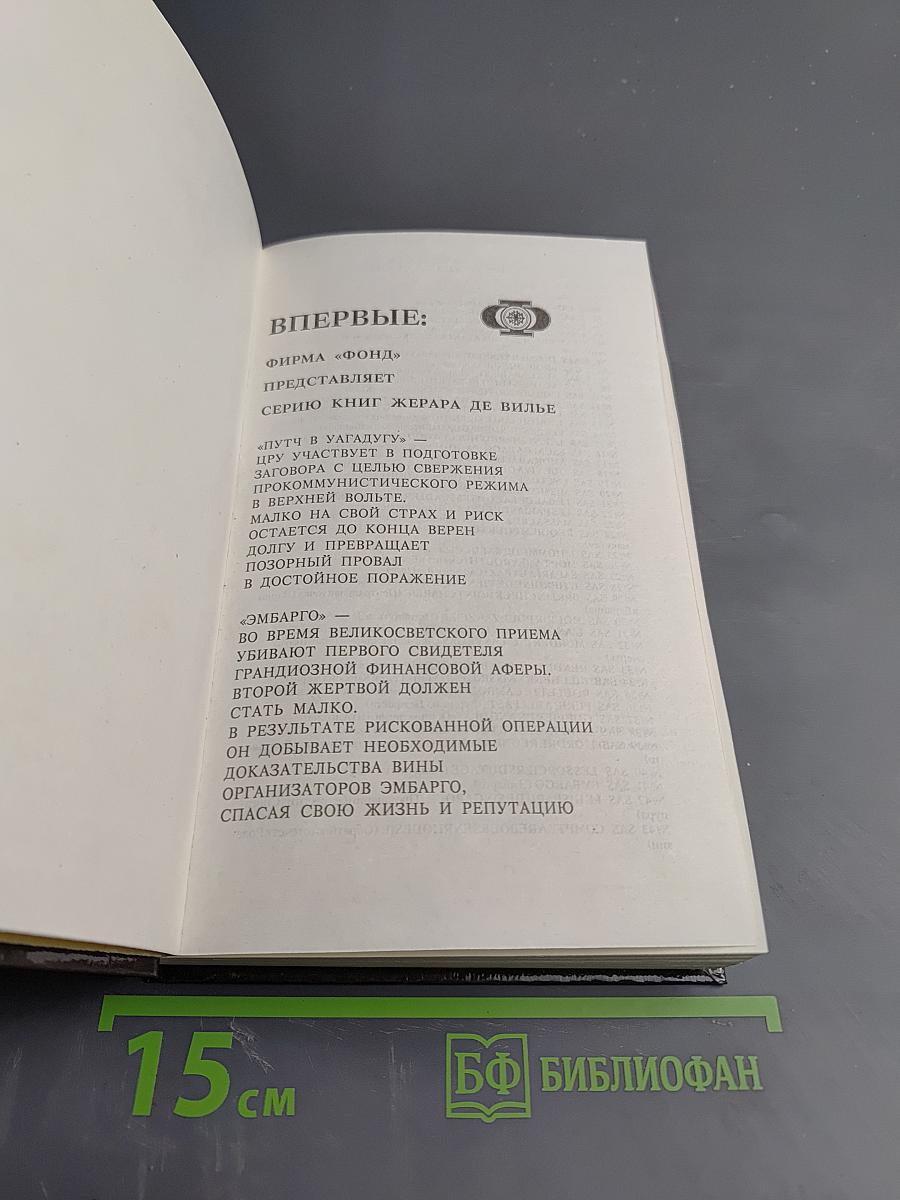 ВПЕРВЫЕ:
ФИРМА «ФОНД»
ПРЕДСТАВЛЯЕТ
СЕРИЮ КНИГ ЖЕРАРА ДЕ ВИЛЬЕ
«ПУТЧ В УАГАДУГУ» —
ЦРУ УЧАСТВУЕТ В ПОДГОТОВКЕ
ЗАГОВОРА С ЦЕЛЬЮ СВЕРЖЕНИЯ
ПРОКОММУНИСТИЧЕСКОГО РЕЖИМА
В ВЕРХНЕЙ ВОЛЬТЕ.
МАЛКО НА СВОЙ СТРАХ И РИСК
ОСТАЕТСЯ ДО КОНЦА ВЕРЕН
ДОЛГУ И ПРЕВРАЩАЕТ
ПОЗОРНЫЙ ПРОВАЛ
В ДОСТОЙНОЕ ПОРАЖЕНИЕ
«ЭМБАРГО» —
ВО ВРЕМЯ ВЕЛИКОСВЕТСКОГО ПРИЕМА
УБИВАЮТ ПЕРВОГО СВИДЕТЕЛЯ
ГРАНДИОЗНОЙ ФИНАНСОВОЙ АФЕРЫ.
ВТОРОЙ ЖЕРТВОЙ ДОЛЖЕН
СТАТЬ МАЛКО.
В РЕЗУЛЬТАТЕ РИСКОВАННОЙ ОПЕРАЦИИ
ОН ДОБЫВАЕТ НЕОБХОДИМЫЕ
ДОКАЗАТЕЛЬСТВА ВИНЫ
ОРГАНИЗАТОРОВ ЭМБАРГО,
СПАСАЯ СВОЮ ЖИЗНЬ И РЕПУТАЦИЮ
15 см
БФ БИБЛИОФАН